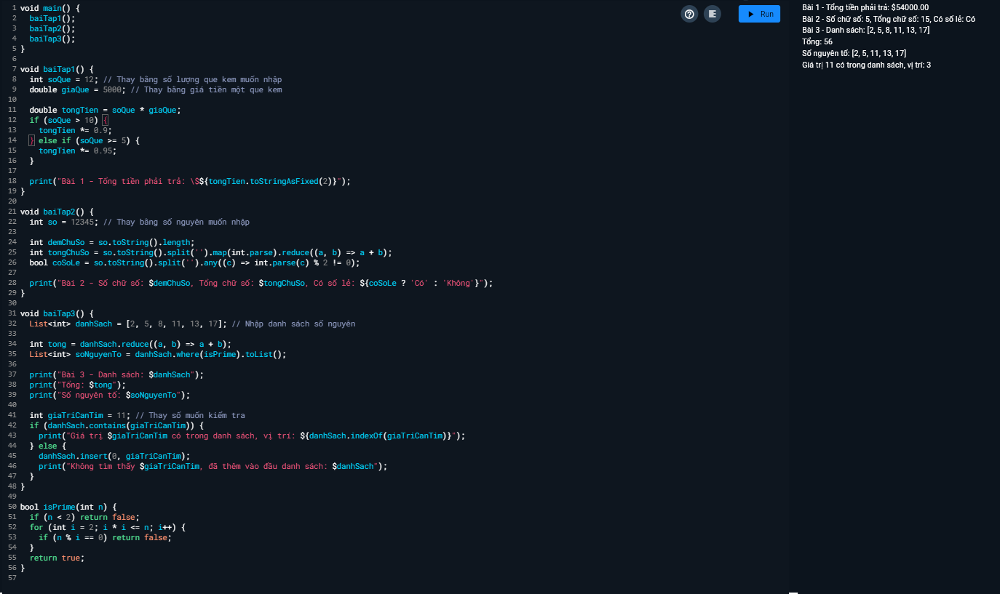 1 void main() {
2 baiTap1();
3 baiTap2();
4 baiTap3();
5 }
6
7 void baiTap1() {
8 int soQue = 12; // Thay bằng số lượng que kem muốn nhập
9 double giaQue = 5000; // Thay bằng giá tiền một que kem
10
11 double tongTien = soQue * giaQue;
12 if (soQue > 10) {
13 tongTien *= 0.9;
14 } else if (soQue >= 5) {
15 tongTien *= 0.95;
16 }
17
18 print("Bài 1 - Tổng tiền phải trả: \$${tongTien.toStringAsFixed(2)}");
19 }
20
21 void baiTap2() {
22 int so = 12345; // Thay bằng số nguyên muốn nhập
23
24 int demChuSo = so.toString().length;
25 int tongChuSo = so.toString().split('').map(int.parse).reduce((a, b) => a + b);
26 bool coSoLe = so.toString().split('').any((c) => int.parse(c) % 2 != 0);
27
28 print("Bài 2 - Số chữ số: $demChuSo, Tổng chữ số: $tongChuSo, Có số lẻ: ${coSoLe ? 'Có' : 'Không'}");
29 }
30
31 void baiTap3() {
32 List<int> danhSach = [2, 5, 8, 11, 13, 17]; // Nhập danh sách số nguyên
33
34 int tong = danhSach.reduce((a, b) => a + b);
35 List<int> soNguyenTo = danhSach.where(isPrime).toList();
36
37 print("Bài 3 - Danh sách: $danhSach");
38 print("Tổng: $tong");
39 print("Số nguyên tố: $soNguyenTo");
40
41 int giaTriCanTim = 11; // Thay số muốn kiểm tra
42 if (danhSach.contains(giaTriCanTim)) {
43 print("Giá trị $giaTriCanTim có trong danh sách, vị trí: ${danhSach.indexOf(giaTriCanTim)}");
44 } else {
45 danhSach.insert(0, giaTriCanTim);
46 print("Không tìm thấy $giaTriCanTim, đã thêm vào đầu danh sách: $danhSach");
47 }
48 }
49
50 bool isPrime(int n) {
51 if (n < 2) return false;
52 for (int i = 2; i * i <= n; i++) {
53 if (n % i == 0) return false;
54 }
55 return true;
56 }
57
Run
Bài 1 - Tổng tiền phải trả: $54000.00
Bài 2 - Số chữ số: 5, Tổng chữ số: 15, Có số lẻ: Có
Bài 3 - Danh sách: [2, 5, 8, 11, 13, 17]
Tổng: 56
Số nguyên tố: [2, 5, 11, 13, 17]
Giá trị 11 có trong danh sách, vị trí: 3